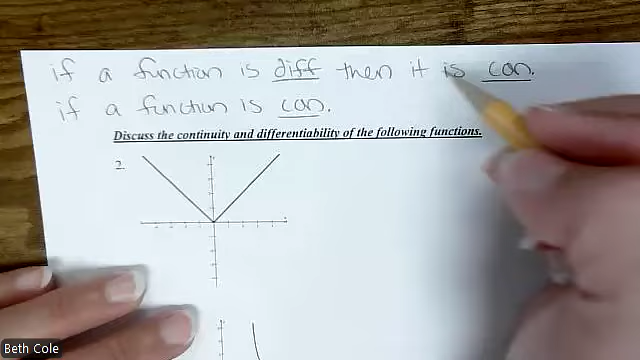 if a function is diff then it is con.
if a function is con.
Discuss the continuity and differentiability of the following functions.
2.
Beth Cole